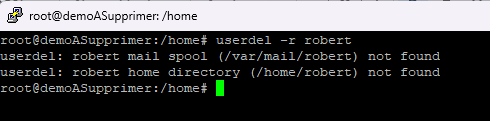 root@demoASupprimer: /home
root@demoASupprimer:/home# userdel -r robert
userdel: robert mail spool (/var/mail/robert) not found
userdel: robert home directory (/home/robert) not found
root@demoASupprimer:/home#